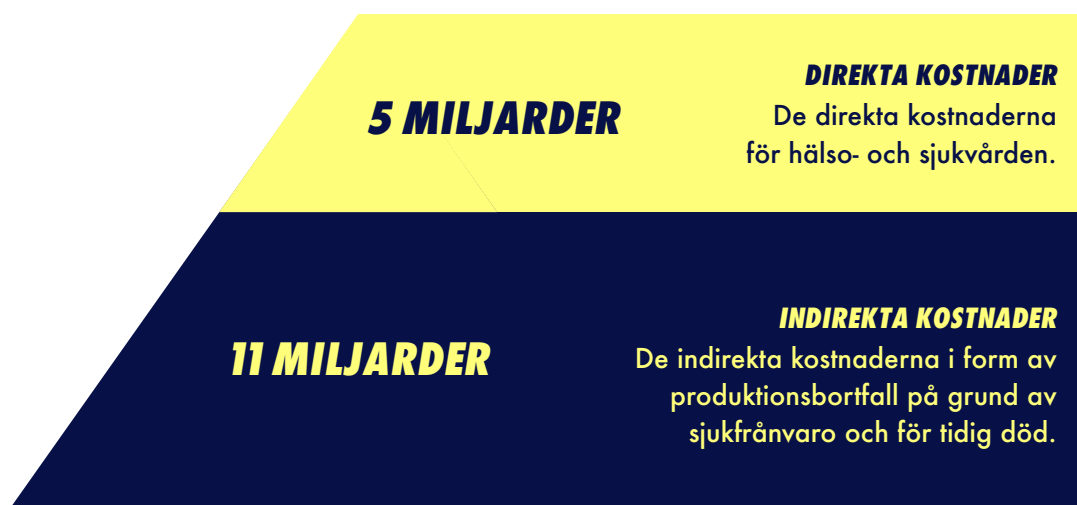 5 MILJARDER
DIREKTA KOSTNADER
De direkta kostnaderna
för hälso- och sjukvården.
11 MILJARDER
INDIREKTA KOSTNADER
De indirekta kostnaderna i form av
produktionsbortfall på grund av
sjukfrånvaro och för tidig död.